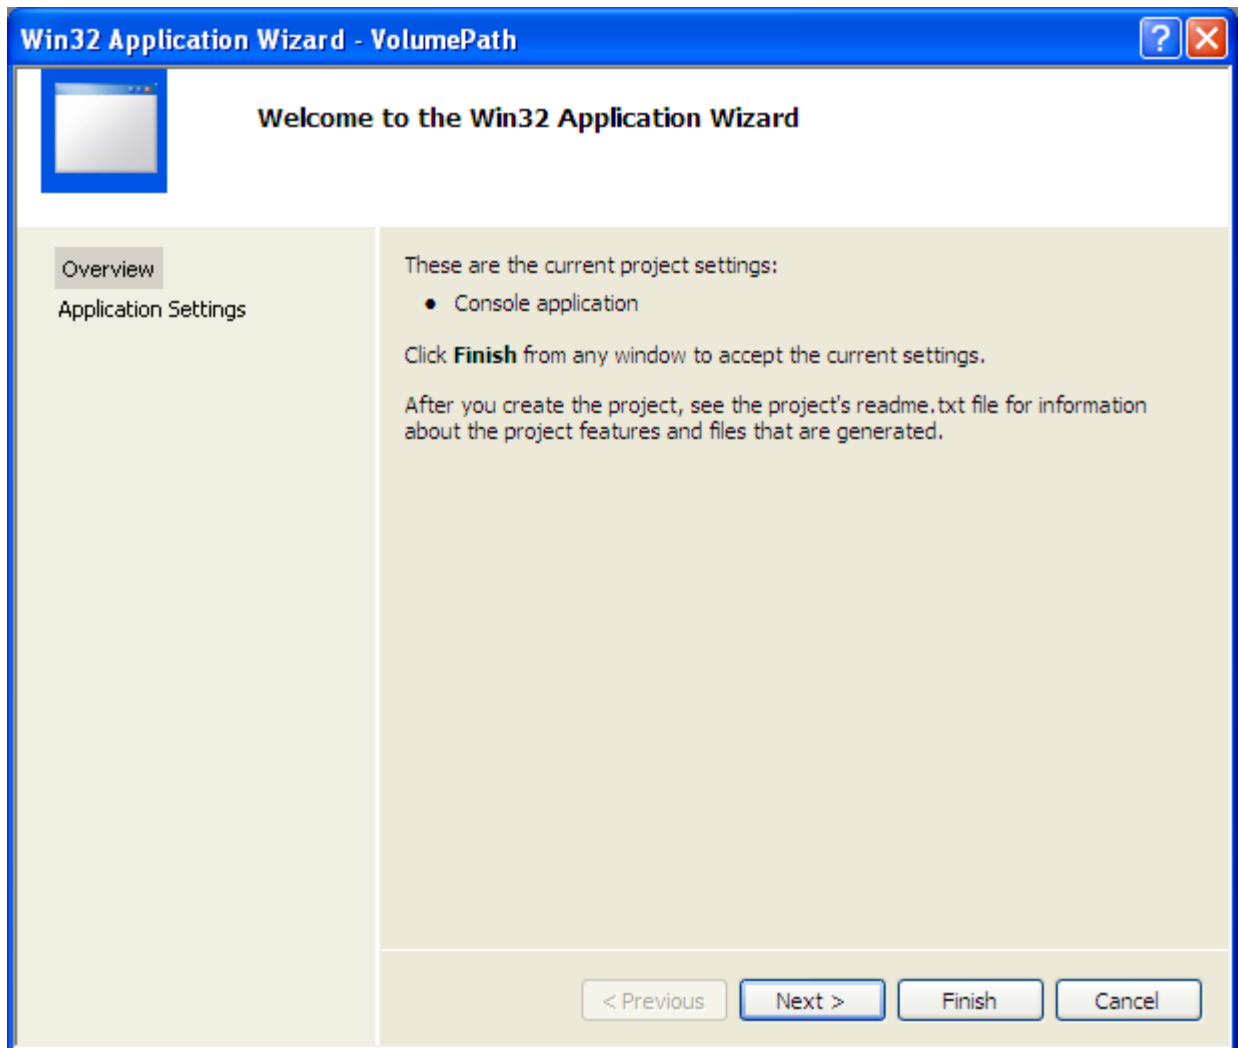 Win32 Application Wizard - VolumePath
Welcome to the Win32 Application Wizard
Overview
Application Settings
These are the current project settings:
• Console application
Click Finish from any window to accept the current settings.
After you create the project, see the project's readme.txt file for information
about the project features and files that are generated.
< Previous
Next >
Finish
Cancel